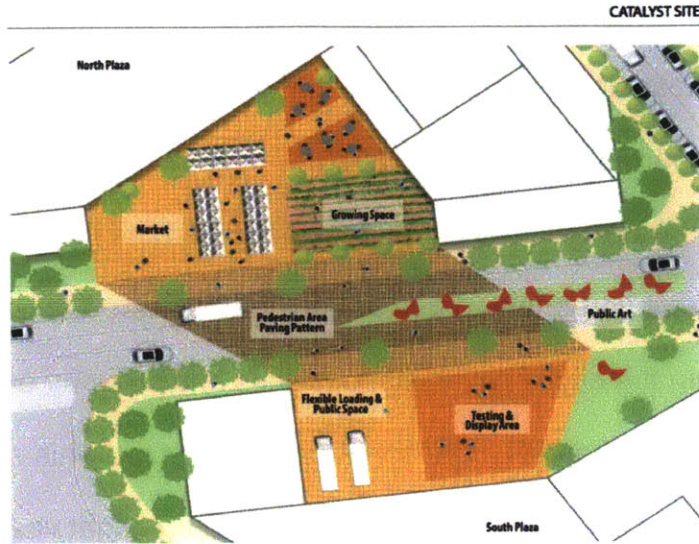 CATALYST SITE
North Plaza
Market
Growing Space
Pedestrian Area
Paving Pattern
Public Art
Flexible Loading &
Public Space
Testing &
Display Area
South Plaza